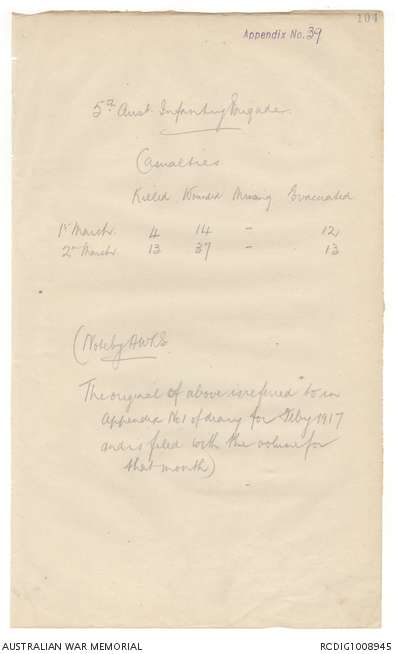 104
Appendix No. 39
5th Aust. Infantry Brigade.
Casualties
Killed Wounded Missing Evacuated
1st March. 4 14 - 12
2nd March 13 37 - 13
(Note by AWRS.
The original of above is referred to in
Appendix No 1 of diary for Feby 1917
and is filed with the volume for
that month)
AUSTRALIAN WAR MEMORIAL
RCDIG1008945